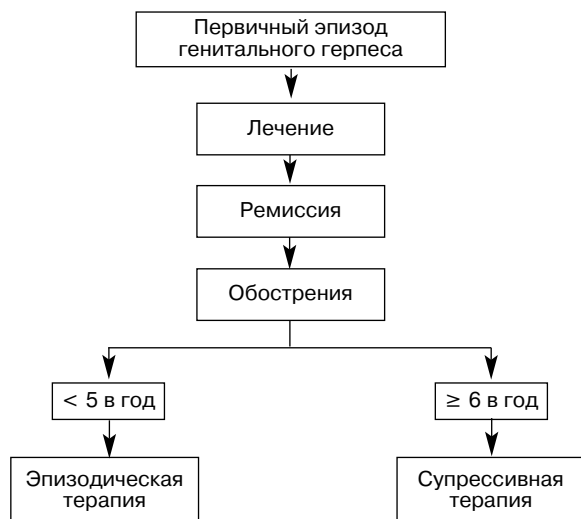 Первичный эпизод
генитального герпеса
Лечение
Ремиссия
Обострения
< 5 в год
≥ 6 в год
Эпизодическая
терапия
Супрессивная
терапия